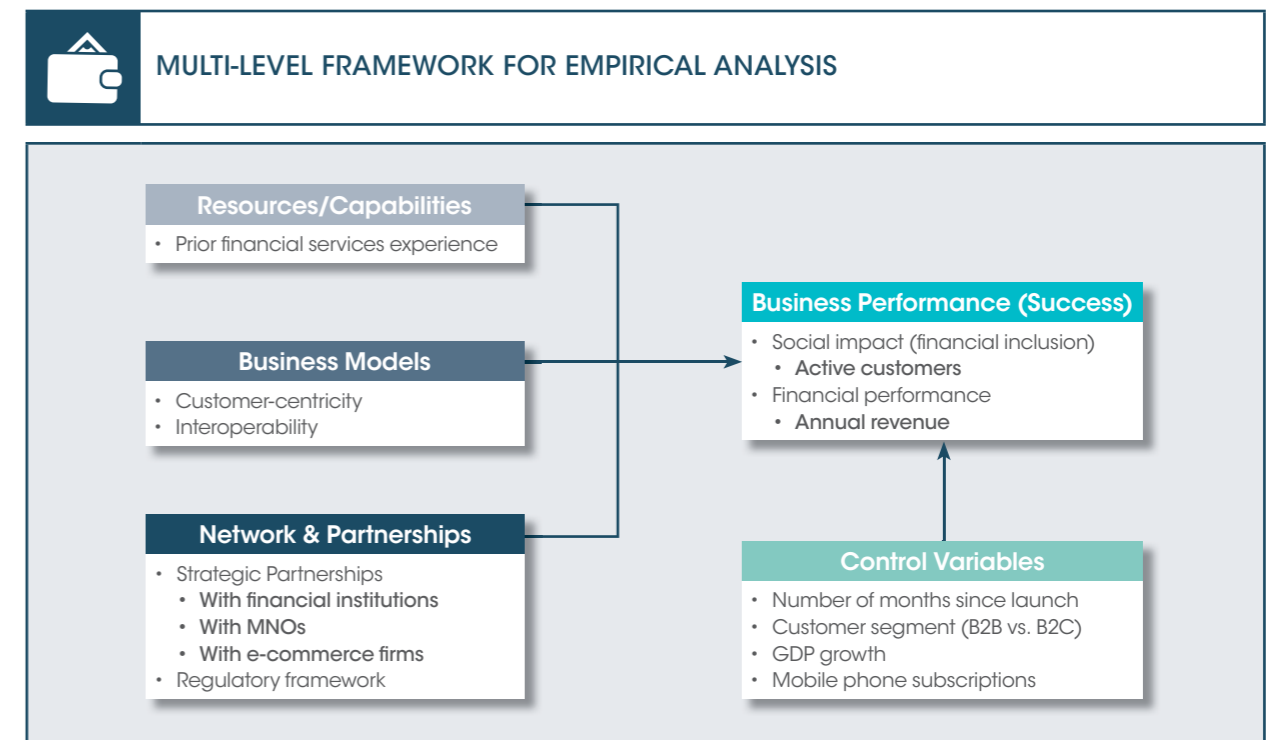 MULTI-LEVEL FRAMEWORK FOR EMPIRICAL ANALYSIS
Resources/Capabilities
• Prior financial services experience
Business Models
• Customer-centricity
• Interoperability
Network & Partnerships
• Strategic Partnerships
• With financial institutions
• With MNOs
• With e-commerce firms
• Regulatory framework
Business Performance (Success)
• Social impact (financial inclusion)
• Active customers
• Financial performance
• Annual revenue
Control Variables
• Number of months since launch
• Customer segment (B2B vs. B2C)
• GDP growth
• Mobile phone subscriptions